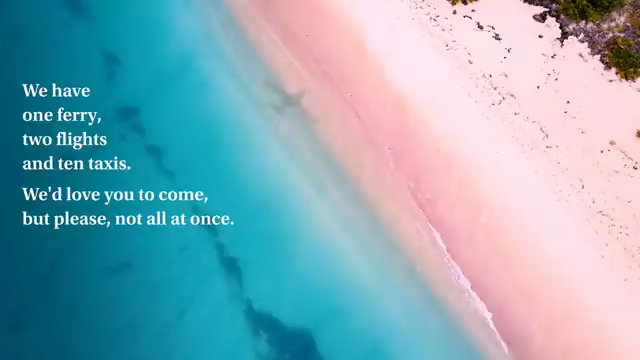 We have
one ferry,
two flights
and ten taxis.
We'd love you to come,
but please, not all at once.